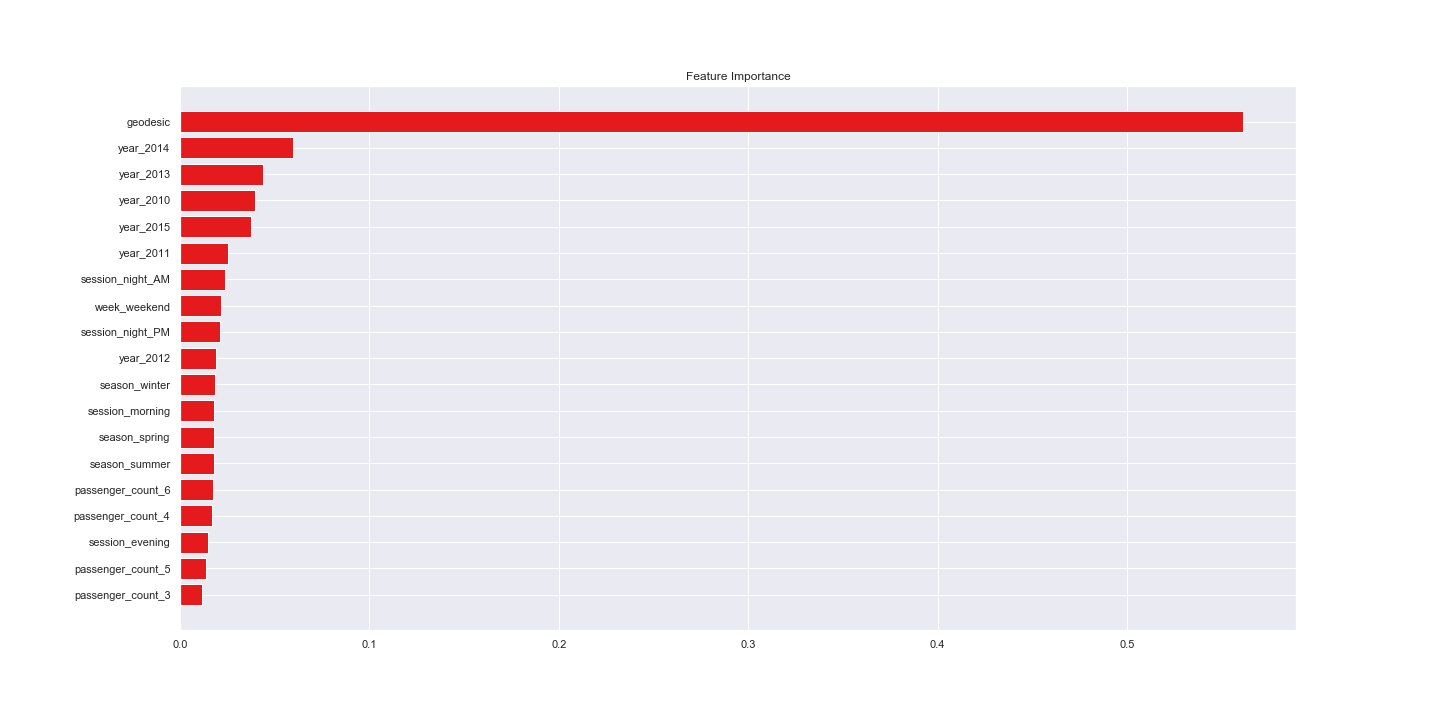 Feature Importance
geodesic
year_2014
year_2013
year_2010
year_2015
year_2011
session_night_AM
week_weekend
session_night_PM
year_2012
season_winter
session_morning
season_spring
season_summer
passenger_count_6
passenger_count_4
session_evening
passenger_count_5
passenger_count_3
0.0 0.1 0.2 0.3 0.4 0.5